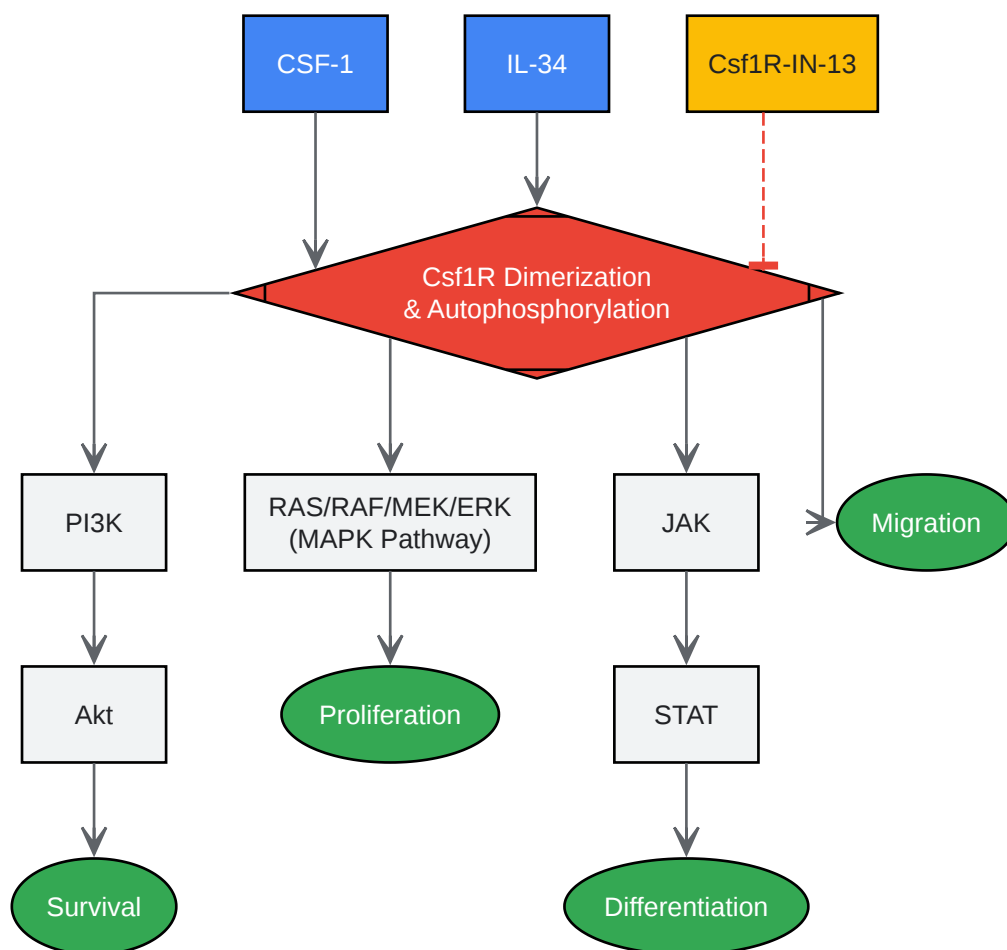 CSF-1
IL-34
Csf1R-IN-13
Csf1R Dimerization
& Autophosphorylation
PI3K
RAS/RAF/MEK/ERK
(MAPK Pathway)
JAK
Migration
Akt
Proliferation
STAT
Survival
Differentiation